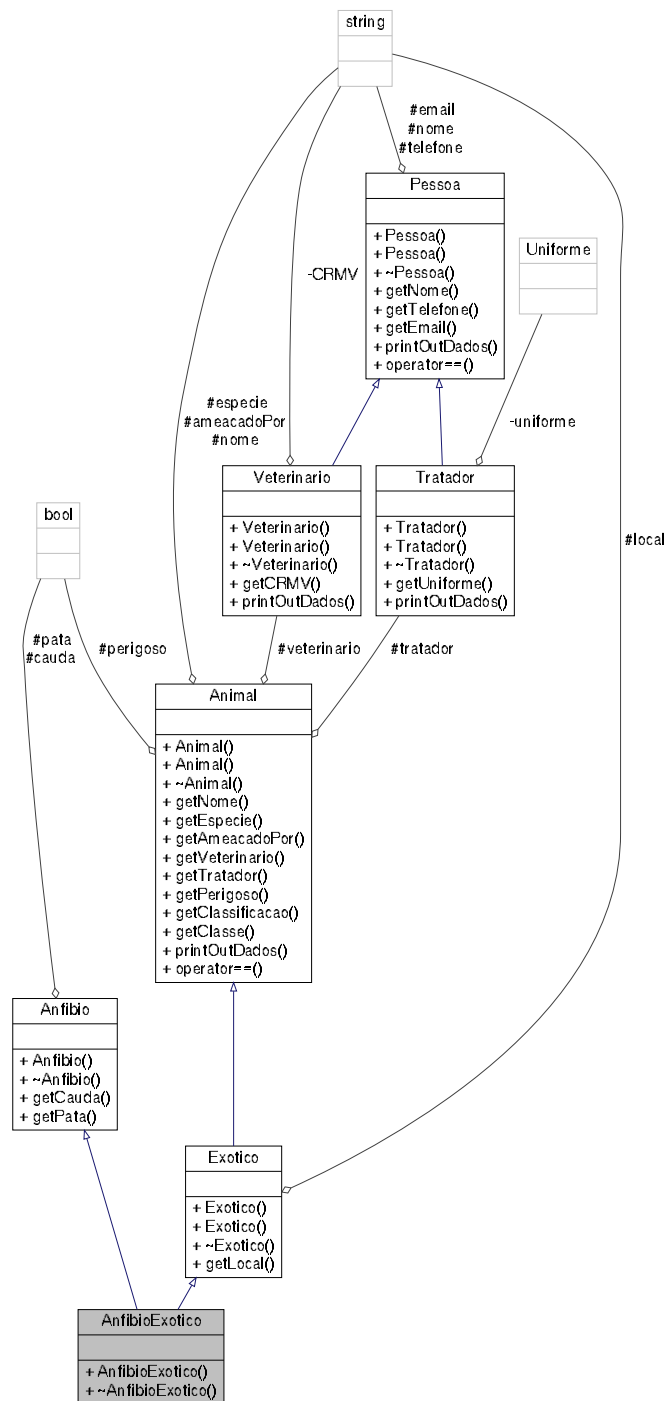 string
#email
#nome
#telefone
Pessoa
+ Pessoa()
+ Pessoa()
+ ~Pessoa()
+ getNome()
+ getTelefone()
+ getEmail()
+ printOutDados()
+ operator==()
Uniforme
-CRMV
#especie
#ameacadoPor
#nome
-uniforme
Veterinario
+ Veterinario()
+ Veterinario()
+ ~Veterinario()
+ getCRMV()
+ printOutDados()
Tratador
+ Tratador()
+ Tratador()
+ ~Tratador()
+ getUniforme()
+ printOutDados()
bool
#local
#pata
#cauda
#perigoso
#veterinario
#tratador
Animal
+ Animal()
+ Animal()
+ ~Animal()
+ getNome()
+ getEspecie()
+ getAmeacadoPor()
+ getVeterinario()
+ getTratador()
+ getPerigoso()
+ getClassificacao()
+ getClasse()
+ printOutDados()
+ operator==()
Anfibio
+ Anfibio()
+ ~Anfibio()
+ getCauda()
+ getPata()
Exotico
+ Exotico()
+ Exotico()
+ ~Exotico()
+ getLocal()
AnfibioExotico
+ AnfibioExotico()
+ ~AnfibioExotico()